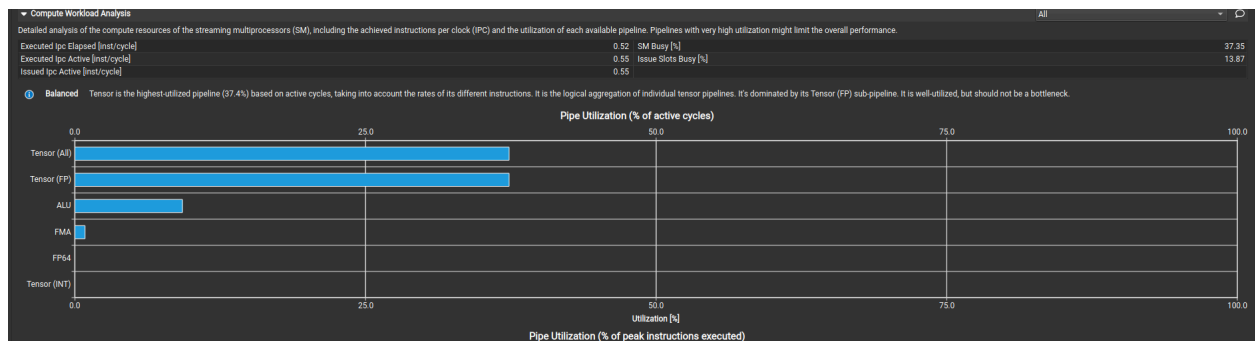 Compute Workload Analysis
All
Detailed analysis of the compute resources of the streaming multiprocessors (SM), including the achieved instructions per clock (IPC) and the utilization of each available pipeline. Pipelines with very high utilization might limit the overall performance.
Executed Ipc Elapsed [inst/cycle] 0.52 SM Busy [%] 37.35
Executed Ipc Active [inst/cycle] 0.55 Issue Slots Busy [%] 13.87
Issued Ipc Active [inst/cycle] 0.55
Balanced Tensor is the highest-utilized pipeline (37.4%) based on active cycles, taking into account the rates of its different instructions. It is the logical aggregation of individual tensor pipelines. It's dominated by its Tensor (FP) sub-pipeline. It is well-utilized, but should not be a bottleneck.
Pipe Utilization (% of active cycles)
0.0 25.0 50.0 75.0 100.0
Tensor (All)
Tensor (FP)
ALU
FMA
FP64
Tensor (INT)
0.0 25.0 50.0 75.0 100.0
Utilization [%]
Pipe Utilization (% of peak instructions executed)